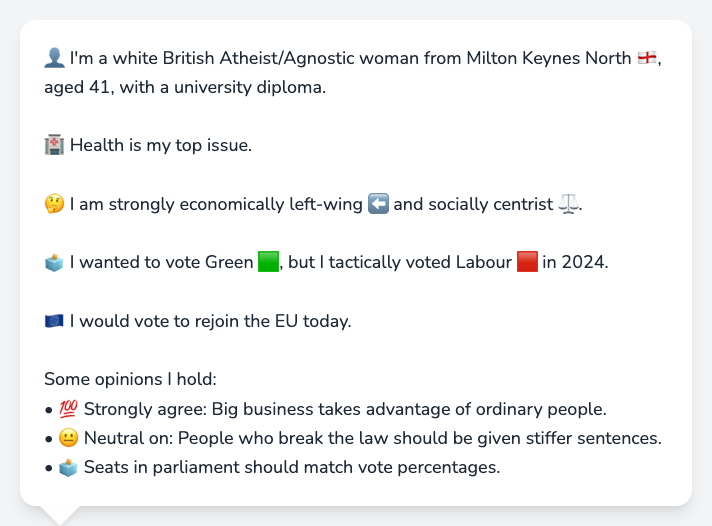 👤 I'm a white British Atheist/Agnostic woman from Milton Keynes North 🏴󠁧󠁢󠁥󠁮󠁧󠁿,
aged 41, with a university diploma.
🏥 Health is my top issue.
🤔 I am strongly economically left-wing ⬅️ and socially centrist ⚖️.
🗳️ I wanted to vote Green 🟩, but I tactically voted Labour 🟥 in 2024.
🇪🇺 I would vote to rejoin the EU today.
Some opinions I hold:
• 💯 Strongly agree: Big business takes advantage of ordinary people.
• 😐 Neutral on: People who break the law should be given stiffer sentences.
• 🗳️ Seats in parliament should match vote percentages.